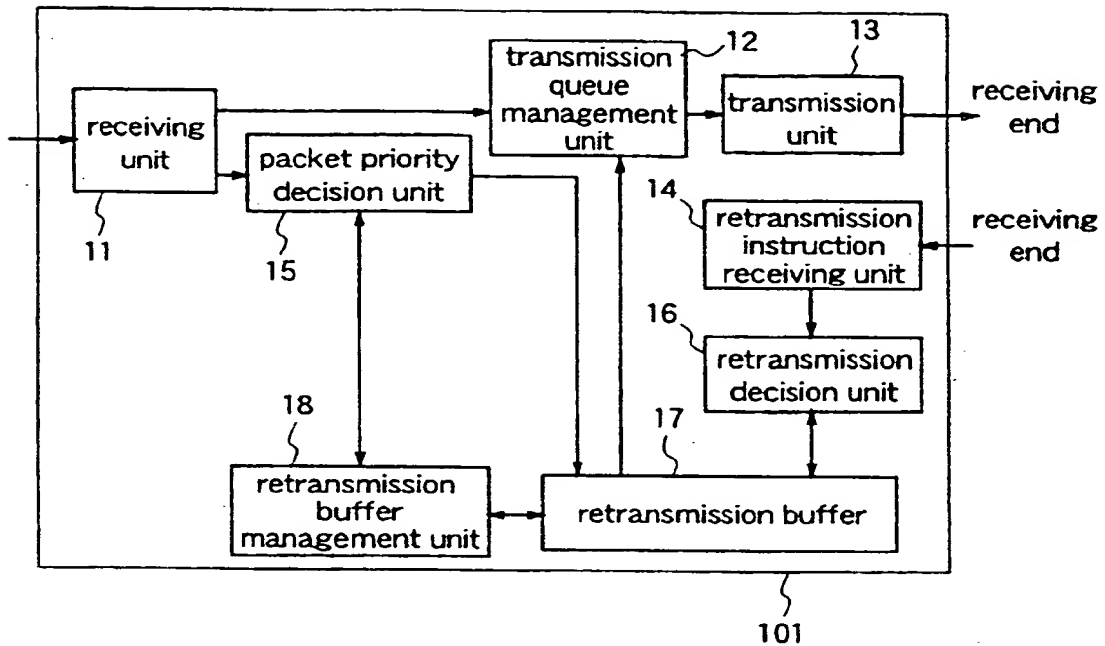 12
13
transmission
queue
management
unit
transmission
unit
receiving
end
receiving
unit
11
packet priority
decision unit
15
14
retransmission
instruction
receiving unit
receiving
end
16
retransmission
decision unit
18
retransmission
buffer
management unit
17
retransmission buffer
101